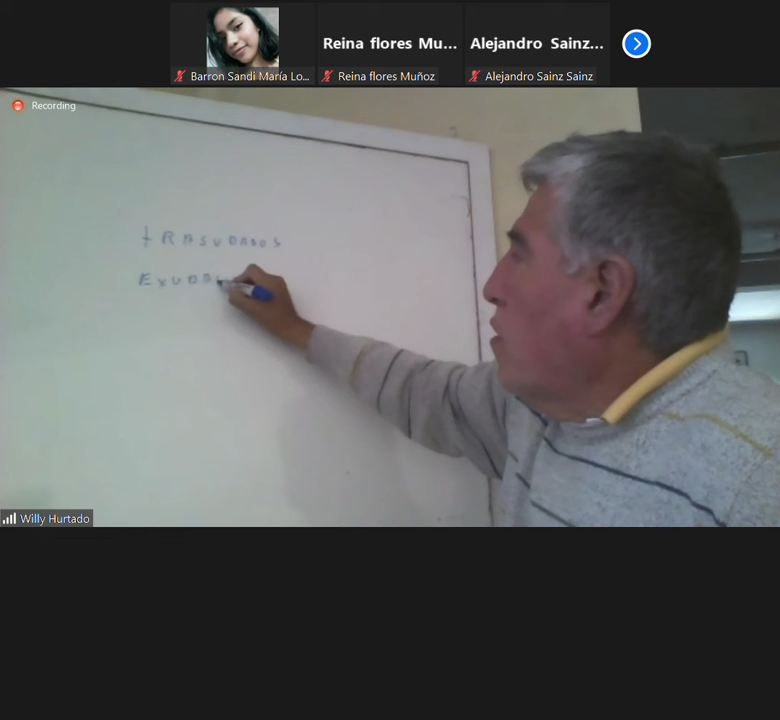 Reina flores Mu...
Alejandro Sainz...
Barron Sandi María Lo...
Reina flores Muñoz
Alejandro Sainz Sainz
Recording
tRASUDADOS
Willy Hurtado